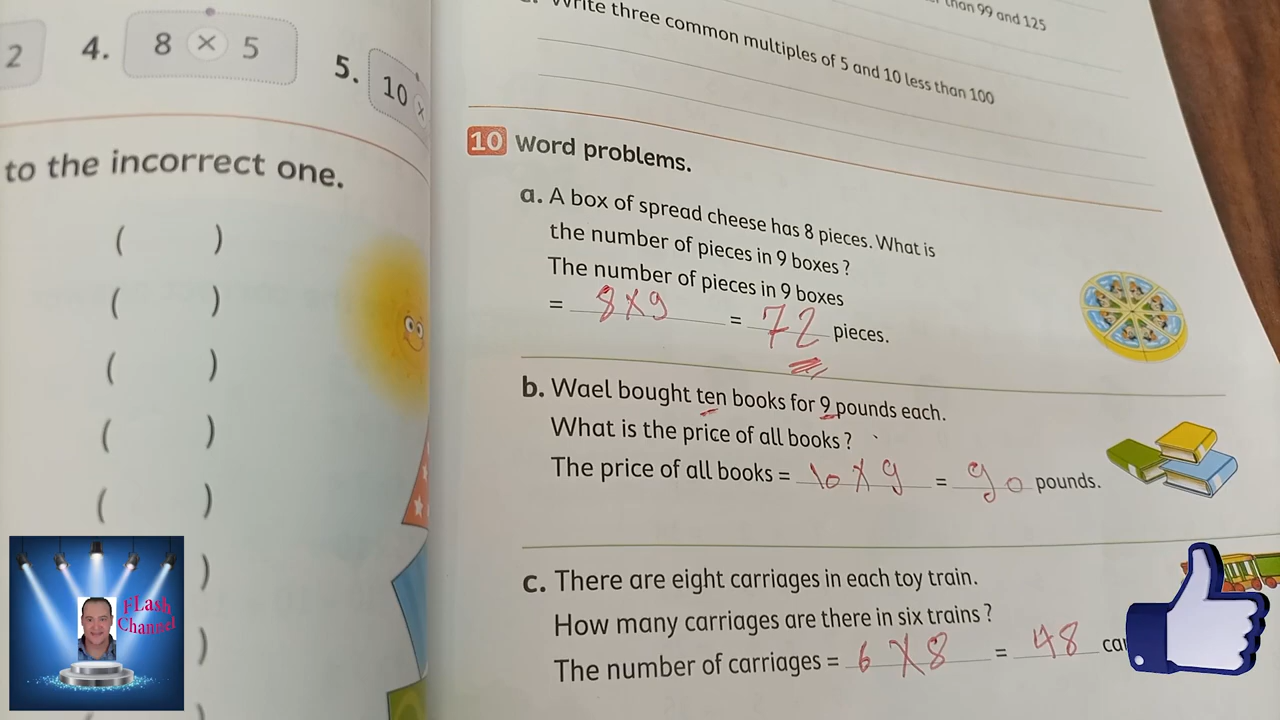 2
4. 8 × 5
5. 10 ×
to the incorrect one.
( )
( )
( )
( )
( )
)
)
than 99 and 125
Write three common multiples of 5 and 10 less than 100
10 Word problems.
a. A box of spread cheese has 8 pieces. What is
the number of pieces in 9 boxes ?
The number of pieces in 9 boxes
= 8 X 9 = 72 pieces.
b. Wael bought ten books for 9 pounds each.
What is the price of all books ?
The price of all books = 10 X 9 = 90 pounds.
c. There are eight carriages in each toy train.
How many carriages are there in six trains ?
The number of carriages = 6 X 8 = 48
FLash
Channel